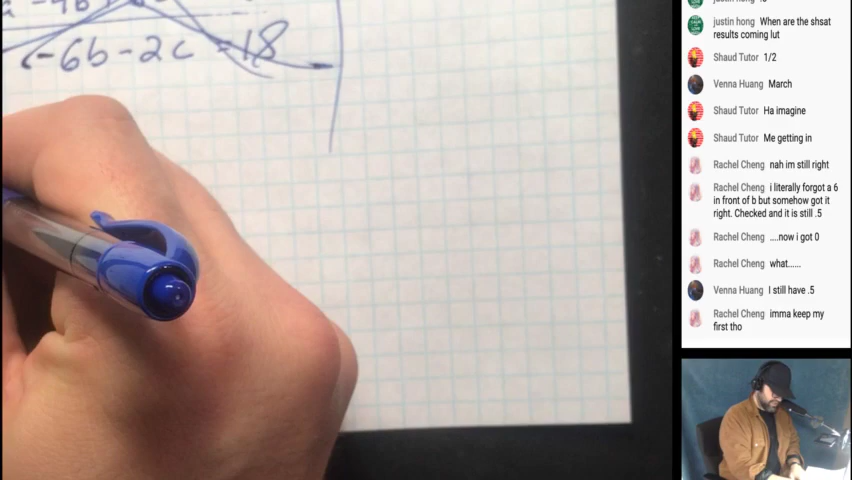 -6b-2c = 18
justin hong When are the shsat
results coming lut
Shaud Tutor 1/2
Venna Huang March
Shaud Tutor Ha imagine
Shaud Tutor Me getting in
Rachel Cheng nah im still right
Rachel Cheng i literally forgot a 6
in front of b but somehow got it
right. Checked and it is still .5
Rachel Cheng ....now i got 0
Rachel Cheng what......
Venna Huang I still have .5
Rachel Cheng imma keep my
first tho